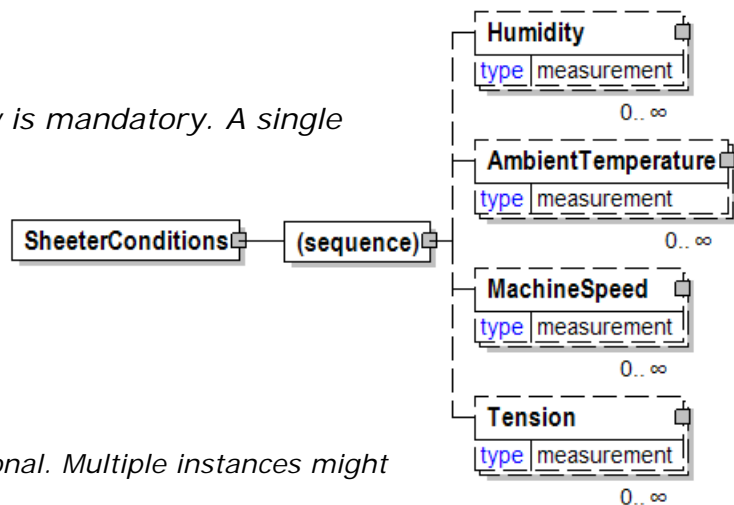 Humidity
type measurement
0.. ∞
is mandatory. A single
AmbientTemperature
type measurement
0.. ∞
SheeterConditions (sequence)
MachineSpeed
type measurement
0.. ∞
Tension
onal. Multiple instances might
type measurement
0.. ∞